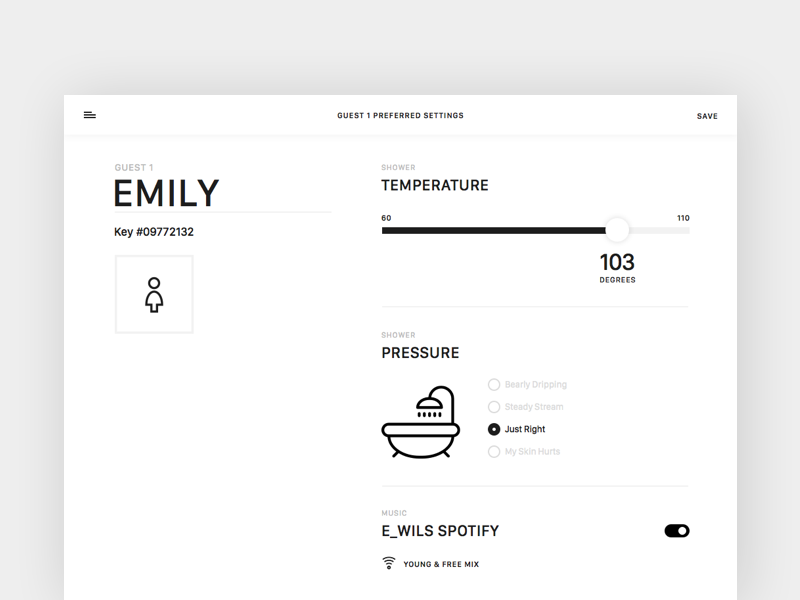 GUEST 1 PREFERRED SETTINGS
SAVE
GUEST 1
EMILY
Key #09772132
SHOWER
TEMPERATURE
60
110
103
DEGREES
SHOWER
PRESSURE
Bearly Dripping
Steady Stream
Just Right
My Skin Hurts
MUSIC
E_WILS SPOTIFY
YOUNG & FREE MIX